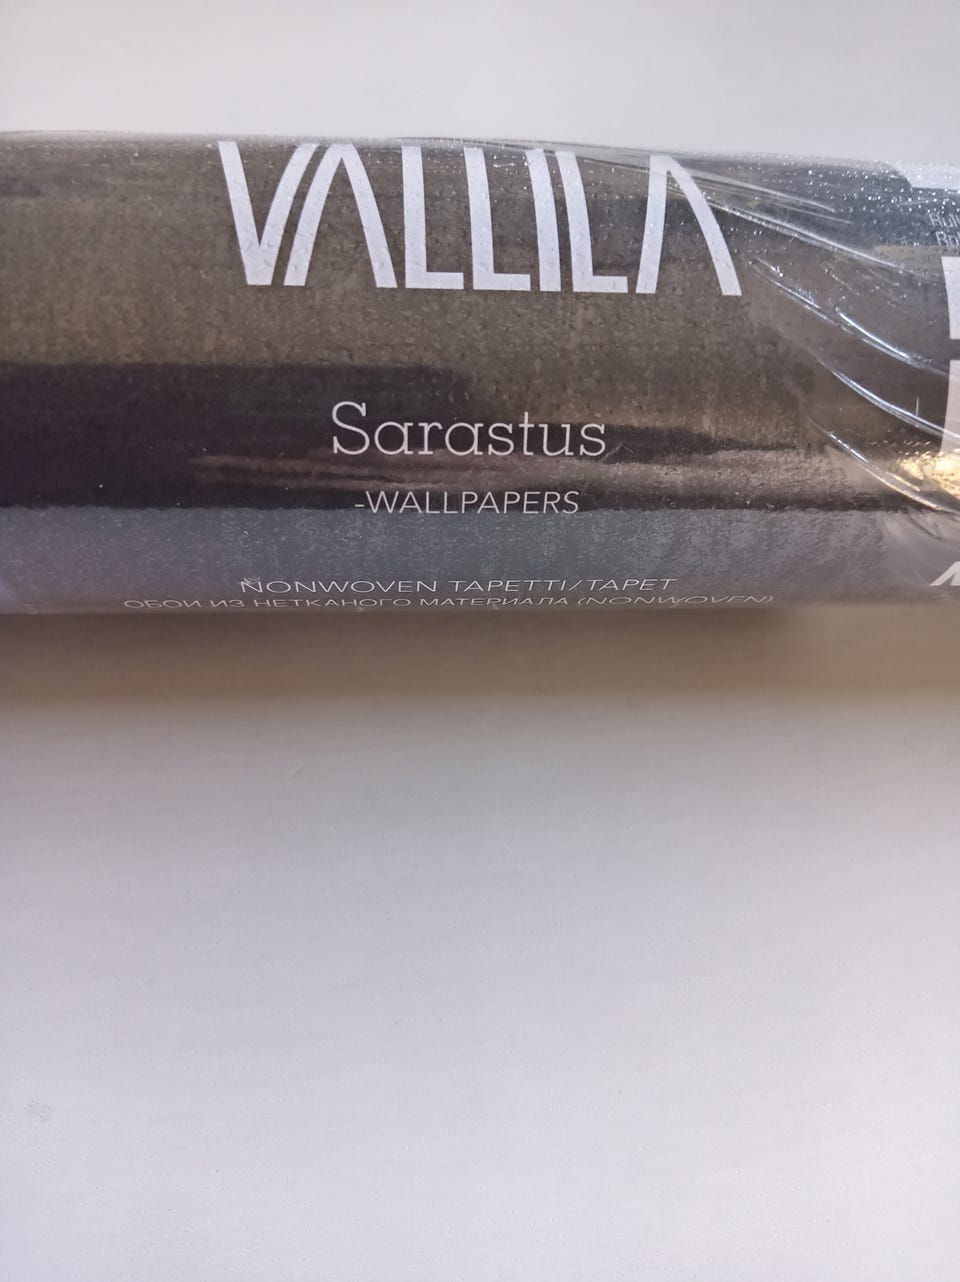 VALLILA
Sarastus
-WALLPAPERS
NONWOVEN TAPETTI/TAPET
ОБОИ ИЗ НЕТКАНОГО МАТЕРИАЛА (NONWOVEN)